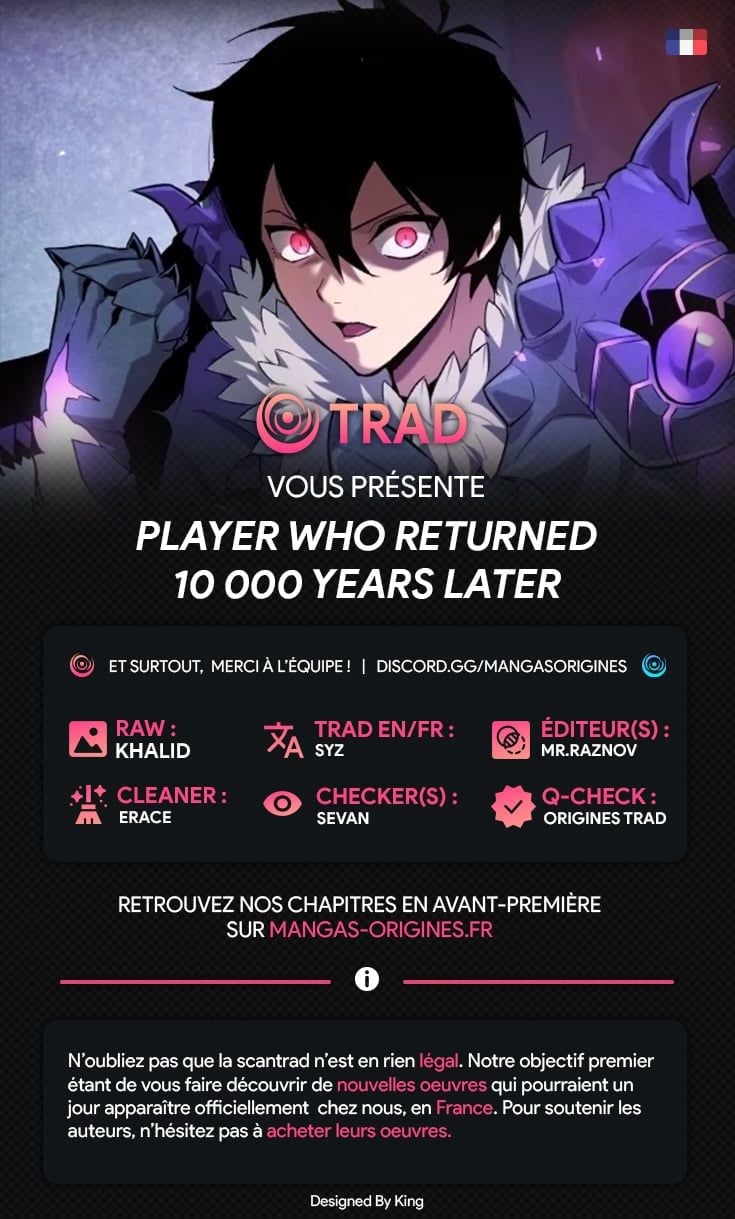 TRAD
VOUS PRÉSENTE
PLAYER WHO RETURNED
10 000 YEARS LATER
ET SURTOUT, MERCI À L'ÉQUIPE ! | DISCORD.GG/MANGASORIGINES
RAW : TRAD EN/FR : ÉDITEUR(S) :
KHALID SYZ MR.RAZNOV
CLEANER : CHECKER(S) : Q-CHECK :
ERACE SEVAN ORIGINES TRAD
RETROUVEZ NOS CHAPITRES EN AVANT-PREMIÈRE
SUR MANGAS-ORIGINES.FR
N'oubliez pas que la scantrad n'est en rien légal. Notre objectif premier
étant de vous faire découvrir de nouvelles oeuvres qui pourraient un
jour apparaître officiellement chez nous, en France. Pour soutenir les
auteurs, n'hésitez pas à acheter leurs oeuvres.
Designed By King